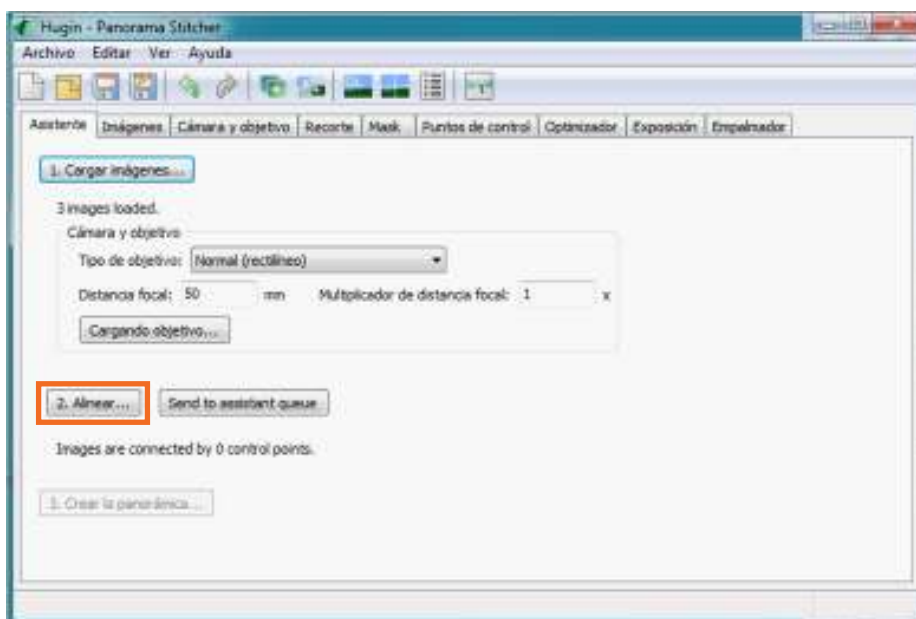 Hugin - Panorama Stitcher
Archivo Editar Ver Ayuda
Asistente Imágenes Cámara y objetivo Recorte Mask Puntos de control Optimizador Exposición Empalmador
1. Cargar imágenes...
3 images loaded.
Cámara y objetivo
Tipo de objetivo: Normal (rectilíneo)
Distancia focal: 50 mm Multiplicador de distancia focal: 1 x
Cargando objetivo...
2. Alinear... Send to assistant queue
Images are connected by 0 control points.
3. Crear la panorámica...